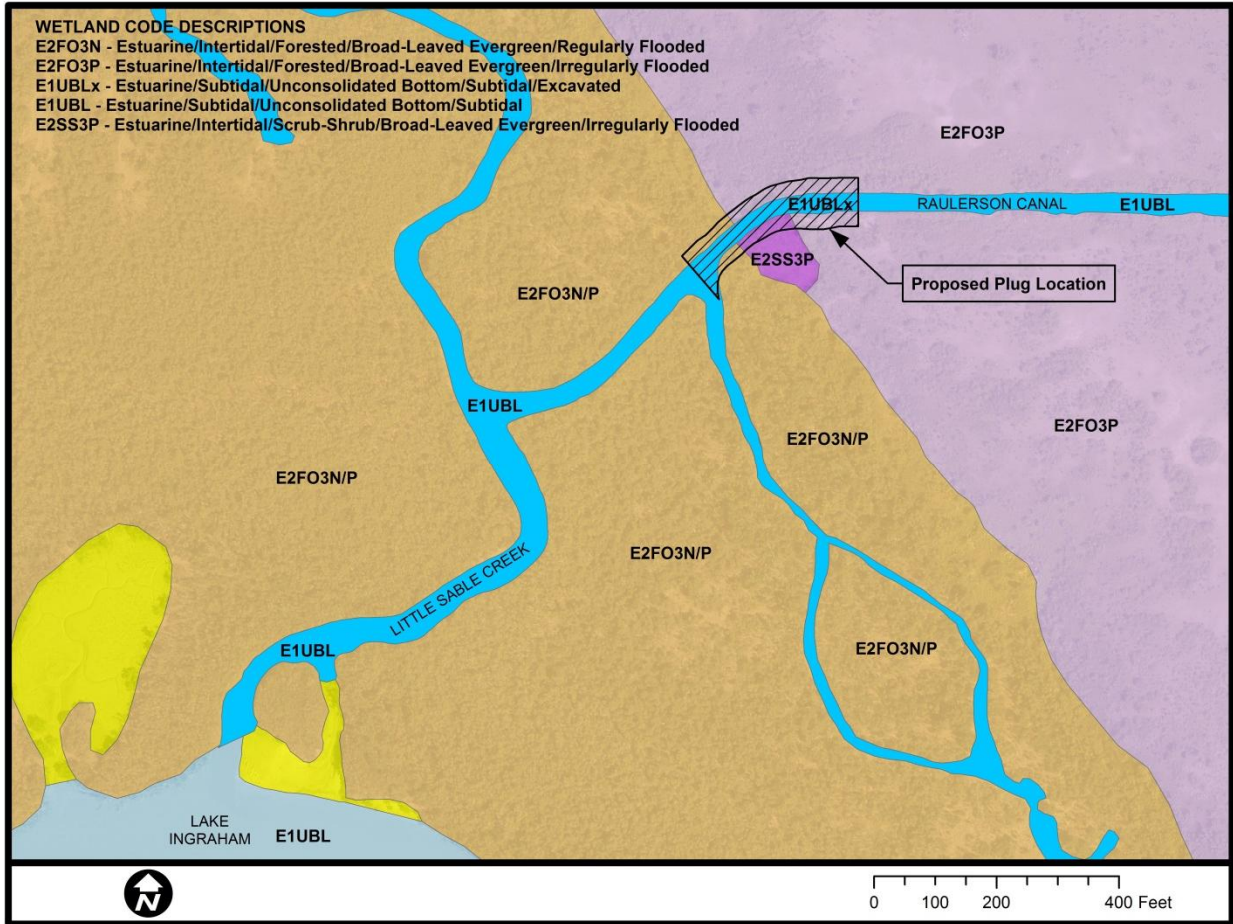 WETLAND CODE DESCRIPTIONS
E2FO3N - Estuarine/Intertidal/Forested/Broad-Leaved Evergreen/Regularly Flooded
E2FO3P - Estuarine/Intertidal/Forested/Broad-Leaved Evergreen/Irregularly Flooded
E1UBLx - Estuarine/Subtidal/Unconsolidated Bottom/Subtidal/Excavated
E1UBL - Estuarine/Subtidal/Unconsolidated Bottom/Subtidal
E2SS3P - Estuarine/Intertidal/Scrub-Shrub/Broad-Leaved Evergreen/Irregularly Flooded
E2FO3P
E1UBLx
RAULERSON CANAL
E1UBL
E2SS3P
Proposed Plug Location
E2FO3N/P
E1UBL
E2FO3P
E2FO3N/P
E2FO3N/P
E2FO3N/P
LITTLE SABLE CREEK
E1UBL
E2FO3N/P
LAKE
INGRAHAM
E1UBL
N
0 100 200 400 Feet